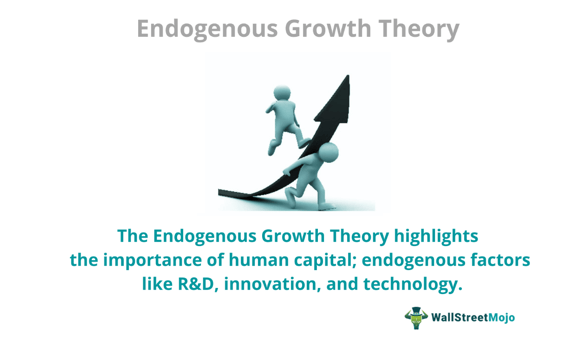 Endogenous Growth Theory
The Endogenous Growth Theory highlights
the importance of human capital; endogenous factors
like R&D, innovation, and technology.
WallStreetMojo